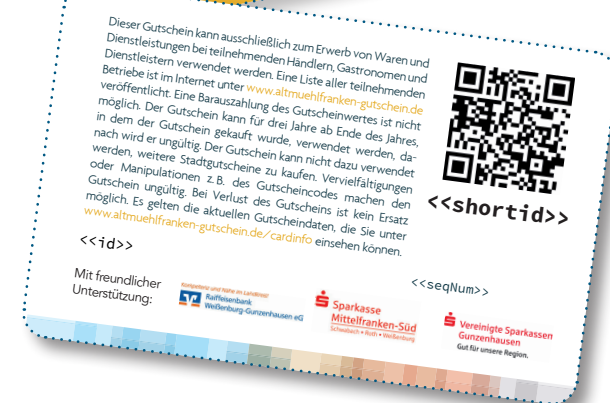 Dieser Gutschein kann ausschließlich zum Erwerb von Waren und
Dienstleistungen bei teilnehmenden Händlern, Gastronomen und
Dienstleistern verwendet werden. Eine Liste aller teilnehmenden
Betriebe ist im Internet unter www.altmuehlfranken-gutschein.de
veröffentlicht. Eine Barauszahlung des Gutscheinwertes ist nicht
möglich. Der Gutschein kann für drei Jahre ab Ende des Jahres,
in dem der Gutschein gekauft wurde, verwendet werden, da-
nach wird er ungültig. Der Gutschein kann nicht dazu verwendet
werden, weitere Stadtgutscheine zu kaufen. Vervielfältigungen
oder Manipulationen z.B. des Gutscheincodes machen den
Gutschein ungültig. Bei Verlust des Gutscheins ist kein Ersatz
möglich. Es gelten die aktuellen Gutscheindaten, die Sie unter
www.altmuehlfranken-gutschein.de/cardinfo einsehen können.
<<shortid>>
<<id>>
<<seqNum>>
Mit freundlicher
Unterstützung:
Kompetenz und Nähe im Landkreis!
Raiffeisenbank
Weißenburg-Gunzenhausen eG
Sparkasse
Mittelfranken-Süd
Schwabach • Roth • Weißenburg
Vereinigte Sparkassen
Gunzenhausen
Gut für unsere Region.